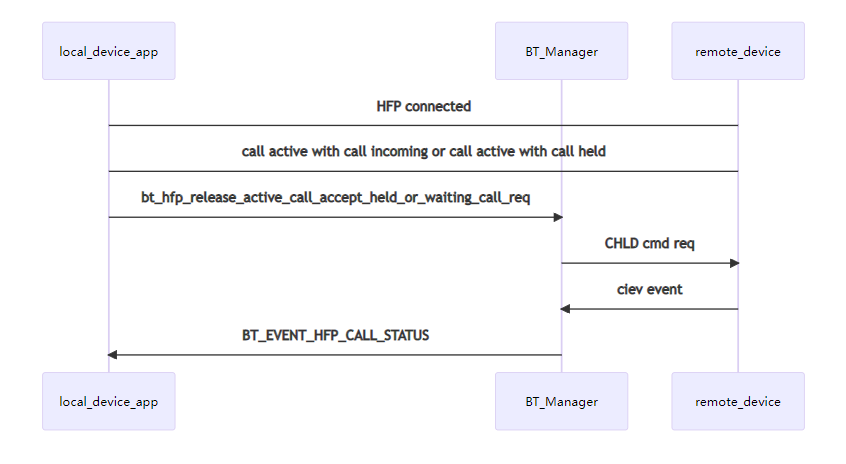 local_device_app
BT_Manager
remote_device
HFP connected
call active with call incoming or call active with call held
bt_hfp_release_active_call_accept_held_or_waiting_call_req
CHLD cmd req
ciev event
BT_EVENT_HFP_CALL_STATUS
local_device_app
BT_Manager
remote_device